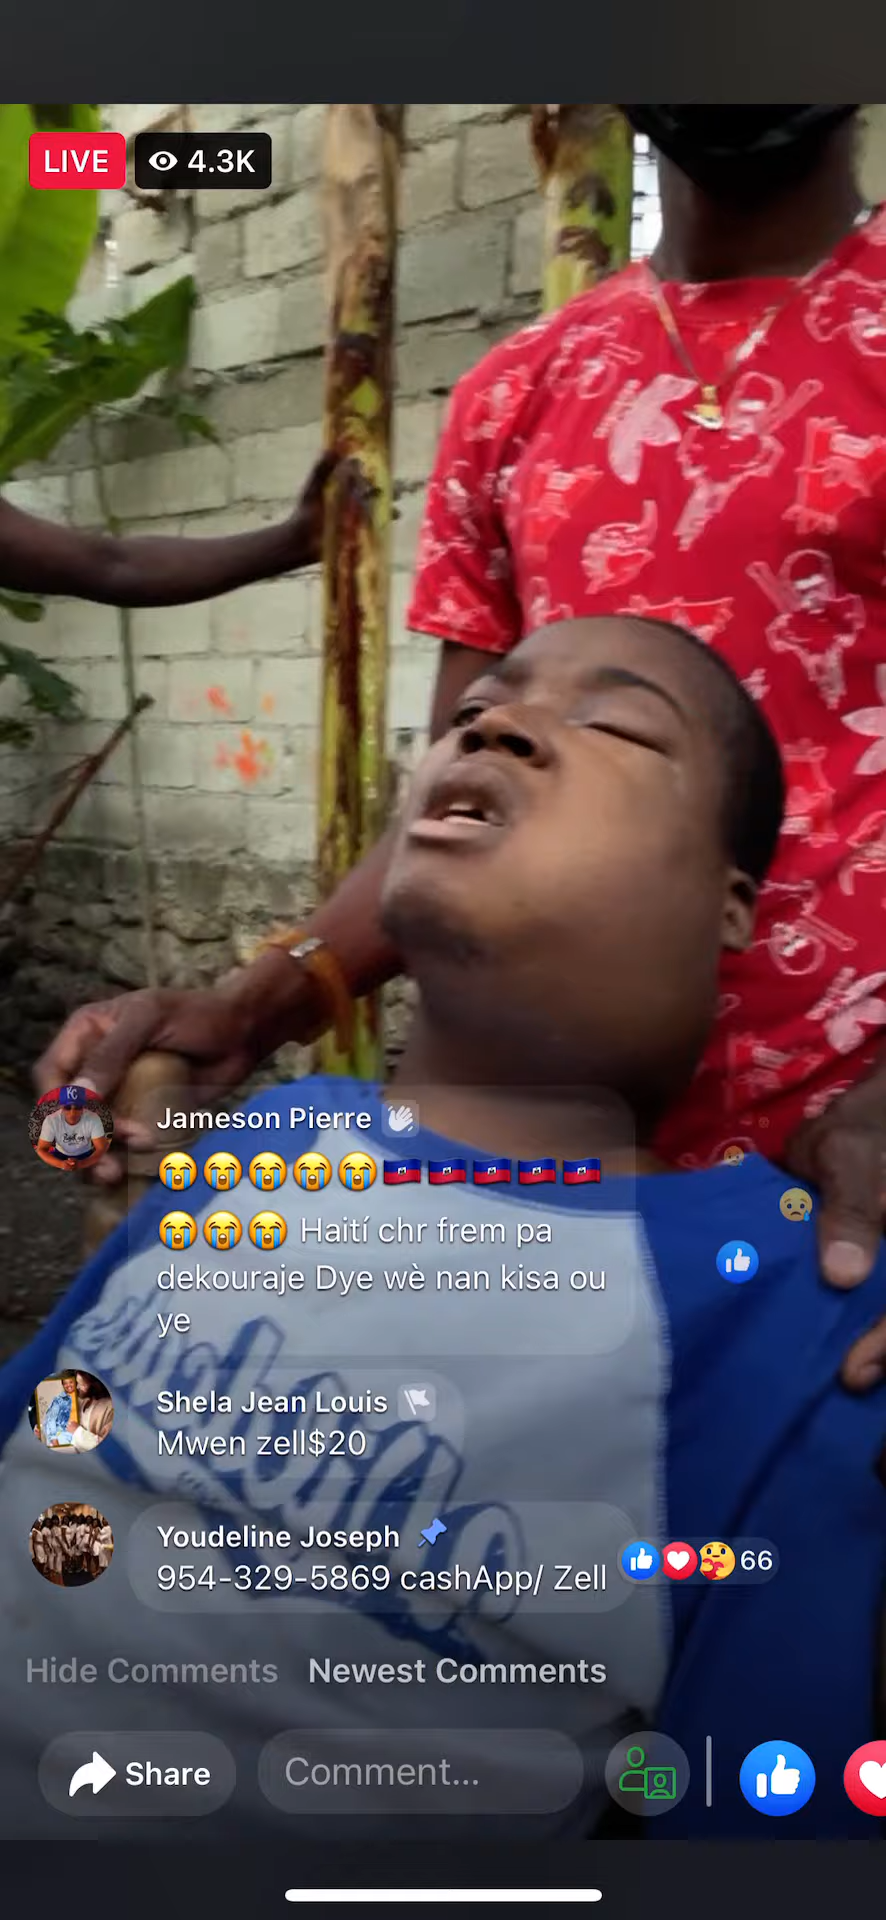 LIVE 4.3K
Jameson Pierre
😭😭😭😭😭🇭🇹🇭🇹🇭🇹🇭🇹🇭🇹
😭😭😭 Haití chr frem pa
dekouraje Dye wè nan kisa ou
ye
Shela Jean Louis
Mwen zell$20
Youdeline Joseph
954-329-5869 cashApp/ Zell
66
Hide Comments Newest Comments
Share Comment...